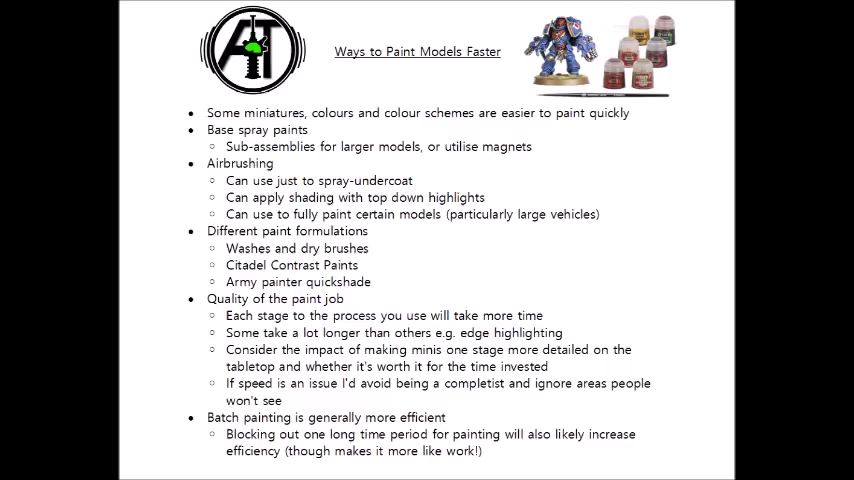 AT
Ways to Paint Models Faster
• Some miniatures, colours and colour schemes are easier to paint quickly
• Base spray paints
○ Sub-assemblies for larger models, or utilise magnets
• Airbrushing
○ Can use just to spray-undercoat
○ Can apply shading with top down highlights
○ Can use to fully paint certain models (particularly large vehicles)
• Different paint formulations
○ Washes and dry brushes
○ Citadel Contrast Paints
○ Army painter quickshade
• Quality of the paint job
○ Each stage to the process you use will take more time
○ Some take a lot longer than others e.g. edge highlighting
○ Consider the impact of making minis one stage more detailed on the
tabletop and whether it's worth it for the time invested
○ If speed is an issue I'd avoid being a completist and ignore areas people
won't see
• Batch painting is generally more efficient
○ Blocking out one long time period for painting will also likely increase
efficiency (though makes it more like work!)